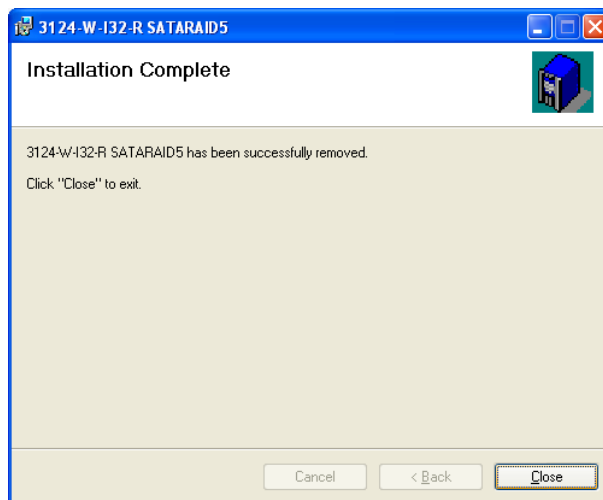 3124-W-I32-R SATARAID5
Installation Complete
3124-W-I32-R SATARAID5 has been successfully removed.
Click "Close" to exit.
Cancel
< Back
Close